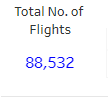 Total No. of
Flights
88,532